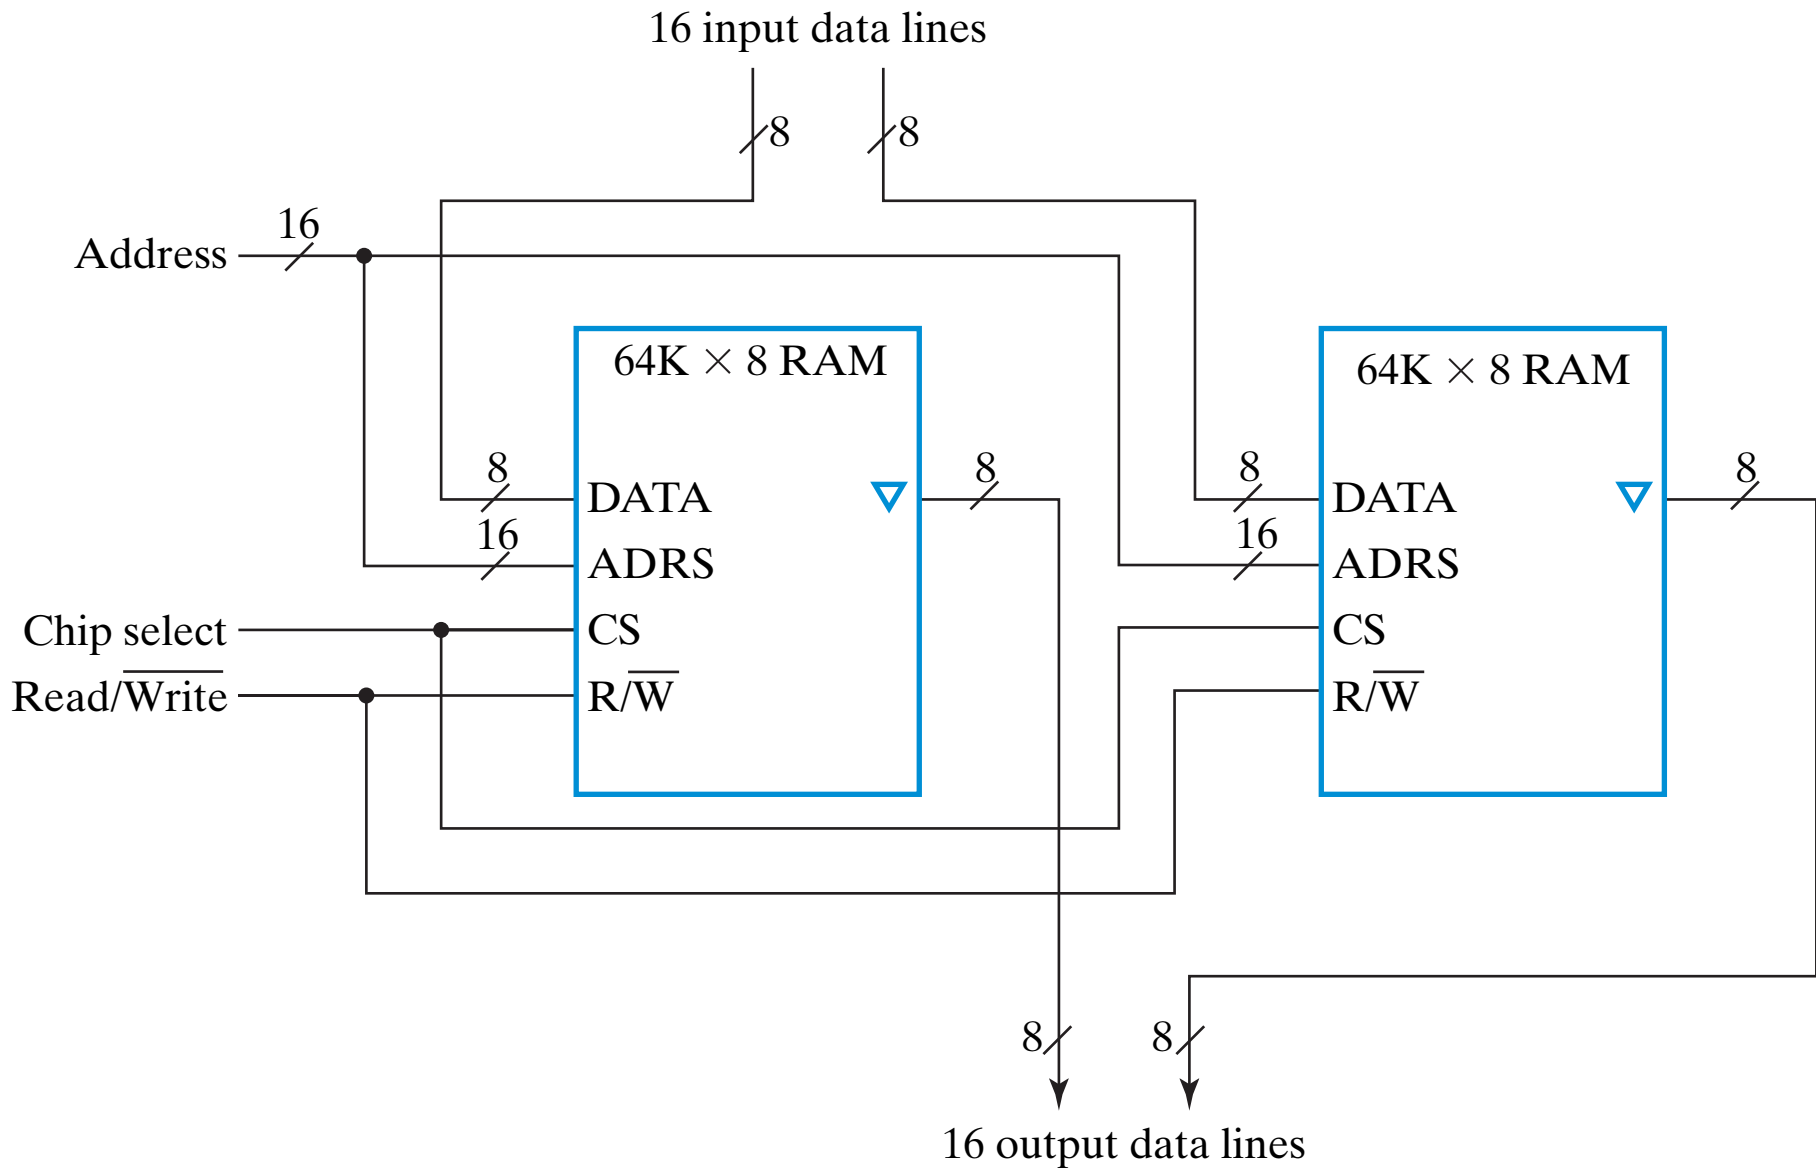 16 input data lines
8 8
16
Address
64K × 8 RAM
8
DATA
8
16
ADRS
CS
R/W̅
64K × 8 RAM
8
DATA
8
16
ADRS
CS
R/W̅
Chip select
Read/W̅r̅i̅t̅e̅
8 8
16 output data lines